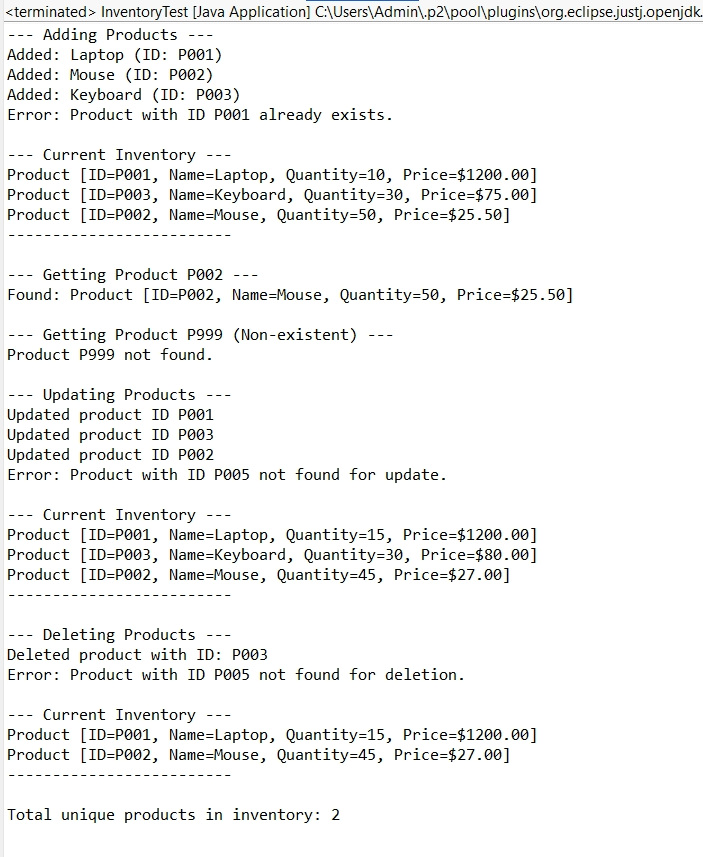 <terminated> InventoryTest [Java Application] C:\Users\Admin\.p2\pool\plugins\org.eclipse.justj.openjdk.
--- Adding Products ---
Added: Laptop (ID: P001)
Added: Mouse (ID: P002)
Added: Keyboard (ID: P003)
Error: Product with ID P001 already exists.
--- Current Inventory ---
Product [ID=P001, Name=Laptop, Quantity=10, Price=$1200.00]
Product [ID=P003, Name=Keyboard, Quantity=30, Price=$75.00]
Product [ID=P002, Name=Mouse, Quantity=50, Price=$25.50]
-------------------------
--- Getting Product P002 ---
Found: Product [ID=P002, Name=Mouse, Quantity=50, Price=$25.50]
--- Getting Product P999 (Non-existent) ---
Product P999 not found.
--- Updating Products ---
Updated product ID P001
Updated product ID P003
Updated product ID P002
Error: Product with ID P005 not found for update.
--- Current Inventory ---
Product [ID=P001, Name=Laptop, Quantity=15, Price=$1200.00]
Product [ID=P003, Name=Keyboard, Quantity=30, Price=$80.00]
Product [ID=P002, Name=Mouse, Quantity=45, Price=$27.00]
-------------------------
--- Deleting Products ---
Deleted product with ID: P003
Error: Product with ID P005 not found for deletion.
--- Current Inventory ---
Product [ID=P001, Name=Laptop, Quantity=15, Price=$1200.00]
Product [ID=P002, Name=Mouse, Quantity=45, Price=$27.00]
-------------------------
Total unique products in inventory: 2